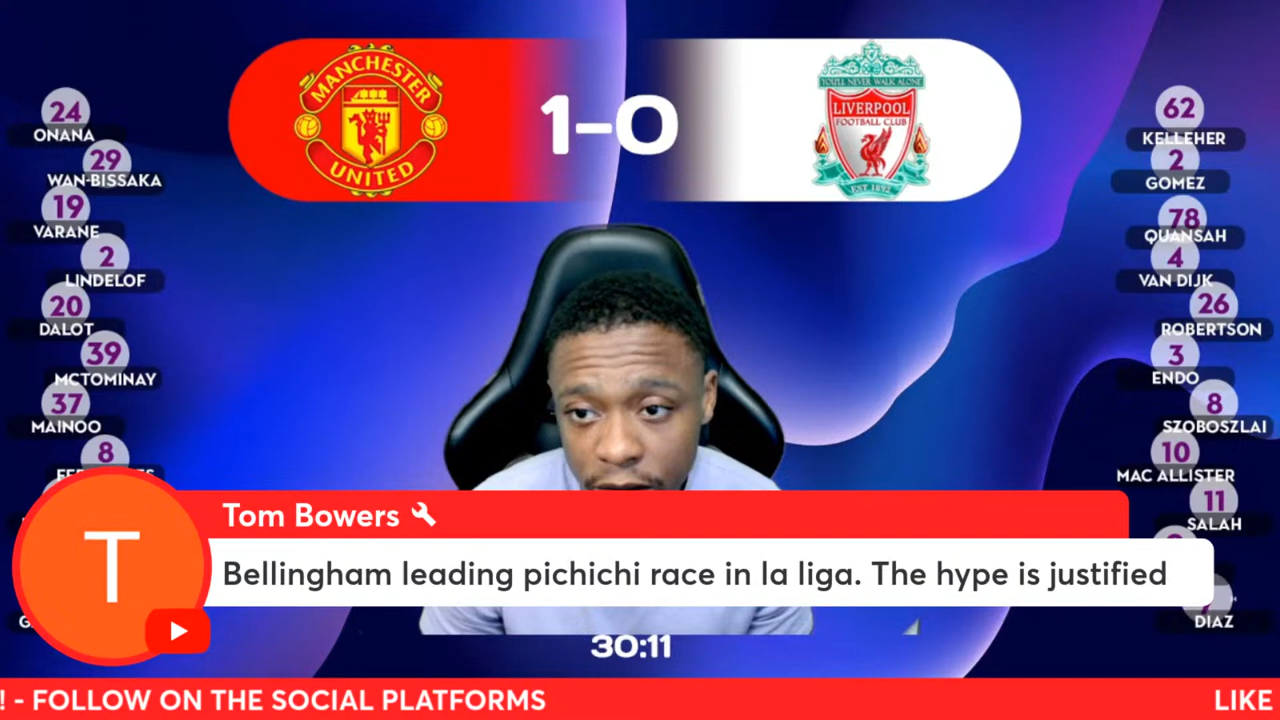 MANCHESTER
UNITED
1-0
YOU'LL NEVER WALK ALONE
LIVERPOOL
FOOTBALL CLUB
EST 1892
24
ONANA
29
WAN-BISSAKA
19
VARANE
2
LINDELOF
20
DALOT
39
MCTOMINAY
37
MAINOO
8
62
KELLEHER
2
GOMEZ
78
QUANSAH
4
VAN DIJK
26
ROBERTSON
3
ENDO
8
SZOBOSZLAI
10
MAC ALLISTER
11
SALAH
DIAZ
T
Tom Bowers
Bellingham leading pichichi race in la liga. The hype is justified
30:11
! - FOLLOW ON THE SOCIAL PLATFORMS
LIKE